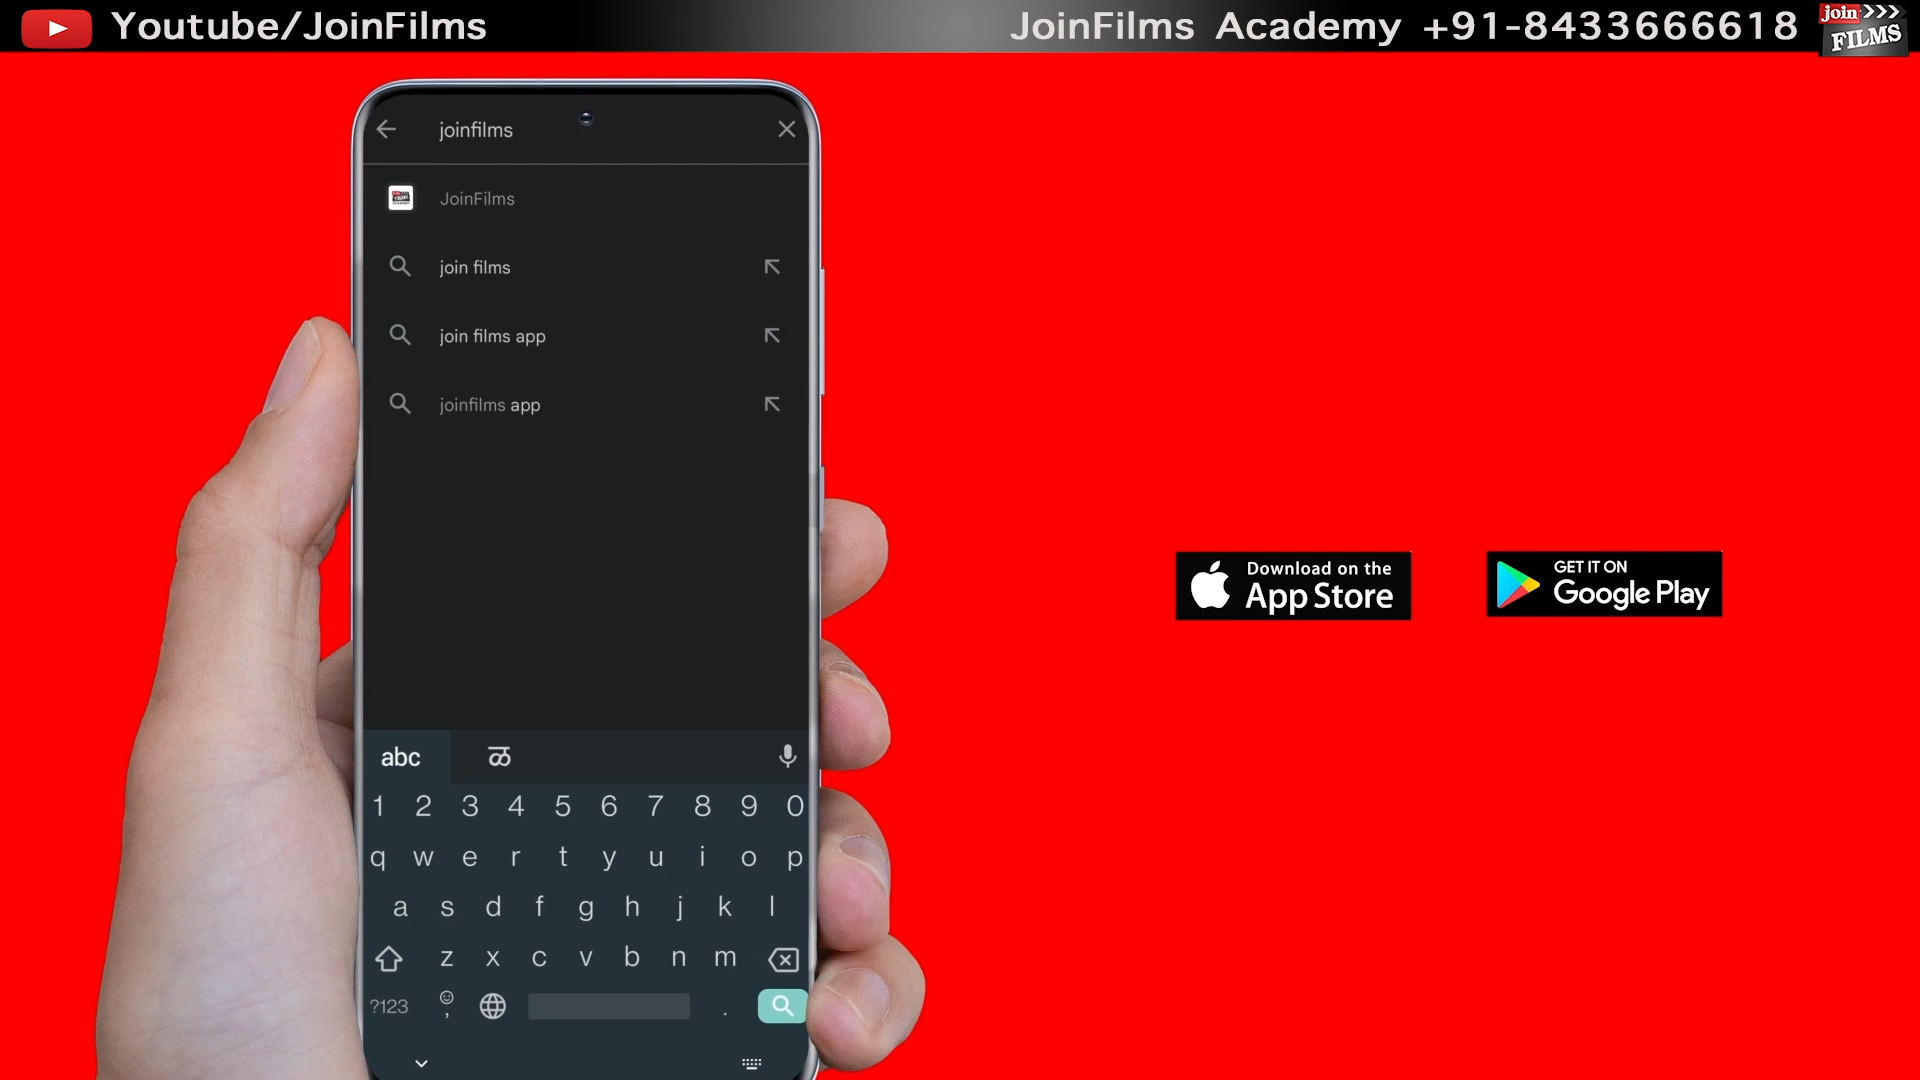 Youtube/JoinFilms
JoinFilms Academy +91-8433666618
join
FILMS
joinfilms
JoinFilms
join films
join films app
joinfilms app
abc
ळ
1 2 3 4 5 6 7 8 9 0
q w e r t y u i o p
a s d f g h j k l
z x c v b n m
?123 , .
Download on the
App Store
GET IT ON
Google Play